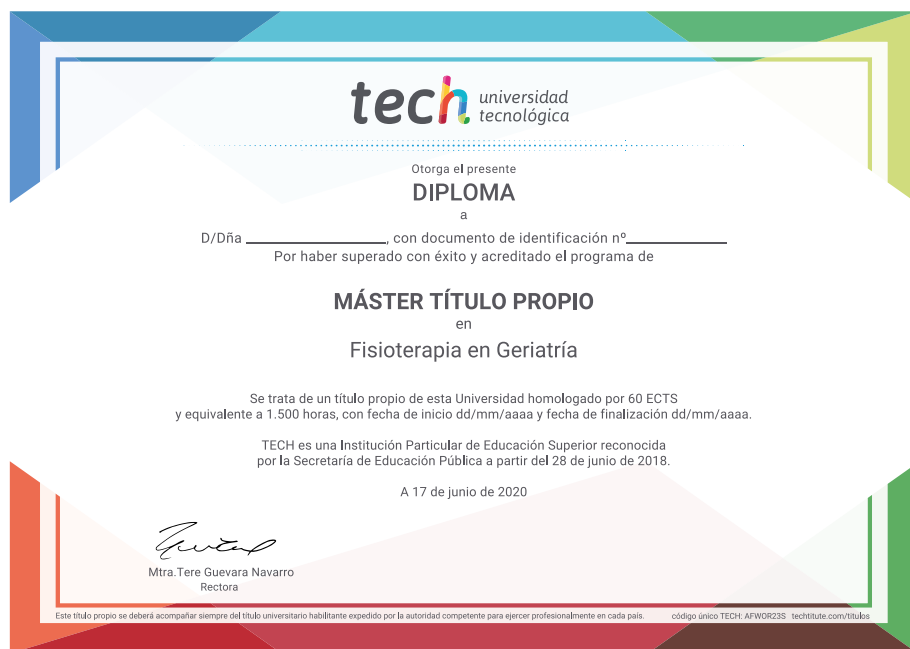 tech universidad
tecnológica
Otorga el presente
DIPLOMA
a
D/Dña ____________________, con documento de identificación nº______________
Por haber superado con éxito y acreditado el programa de
MÁSTER TÍTULO PROPIO
en
Fisioterapia en Geriatría
Se trata de un título propio de esta Universidad homologado por 60 ECTS
y equivalente a 1.500 horas, con fecha de inicio dd/mm/aaaa y fecha de finalización dd/mm/aaaa.
TECH es una Institución Particular de Educación Superior reconocida
por la Secretaría de Educación Pública a partir del 28 de junio de 2018.
A 17 de junio de 2020
Mtra.Tere Guevara Navarro
Rectora
Este título propio se deberá acompañar siempre del título universitario habilitante expedido por la autoridad competente para ejercer profesionalmente en cada país. código único TECH: AFWOR23S techtitute.com/titulos